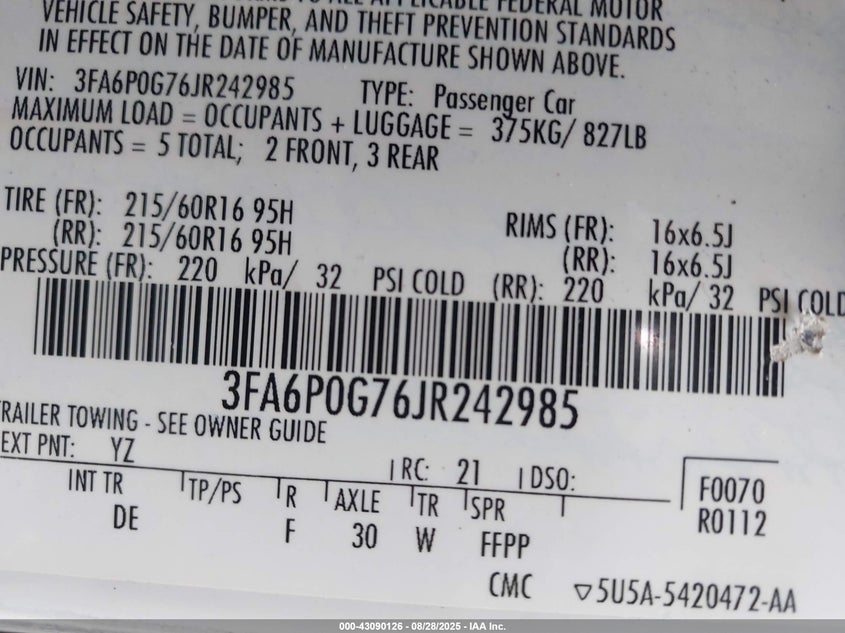 APPLICABLE FEDERAL MOTOR
VEHICLE SAFETY, BUMPER, AND THEFT PREVENTION STANDARDS
IN EFFECT ON THE DATE OF MANUFACTURE SHOWN ABOVE.
VIN: 3FA6P0G76JR242985 TYPE: Passenger Car
MAXIMUM LOAD = OCCUPANTS + LUGGAGE = 375KG/ 827LB
OCCUPANTS = 5 TOTAL; 2 FRONT, 3 REAR
TIRE (FR): 215/60R16 95H RIMS (FR): 16x6.5J
(RR): 215/60R16 95H (RR): 16x6.5J
PRESSURE (FR): 220 kPa/ 32 PSI COLD (RR): 220 kPa/ 32 PSI COLD
3FA6P0G76JR242985
TRAILER TOWING - SEE OWNER GUIDE
EXT PNT: YZ RC: 21 DSO:
INT TR TP/PS R AXLE TR SPR F0070
DE F 30 W FFPP R0112
CMC 5U5A-5420472-AA
000-43090126 - 08/28/2025 - IAA Inc.